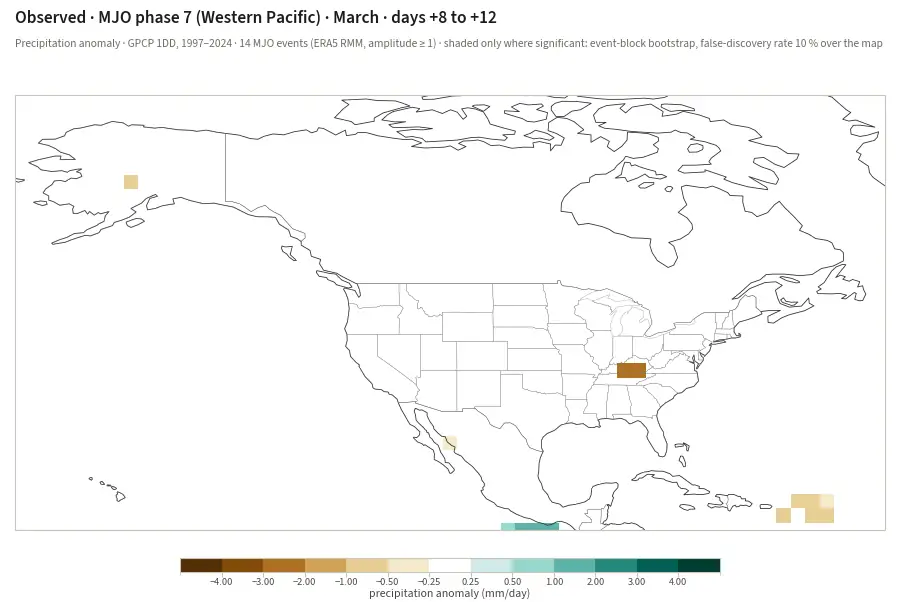 Observed · MJO phase 7 (Western Pacific) · March · days +8 to +12
Precipitation anomaly · GPCP 1DD, 1997–2024 · 14 MJO events (ERA5 RMM, amplitude ≥ 1) · shaded only where significant: event-block bootstrap, false-discovery rate 10 % over the map
−4.00 −3.00 −2.00 −1.00 −0.50 −0.25 0.25 0.50 1.00 2.00 3.00 4.00
precipitation anomaly (mm/day)